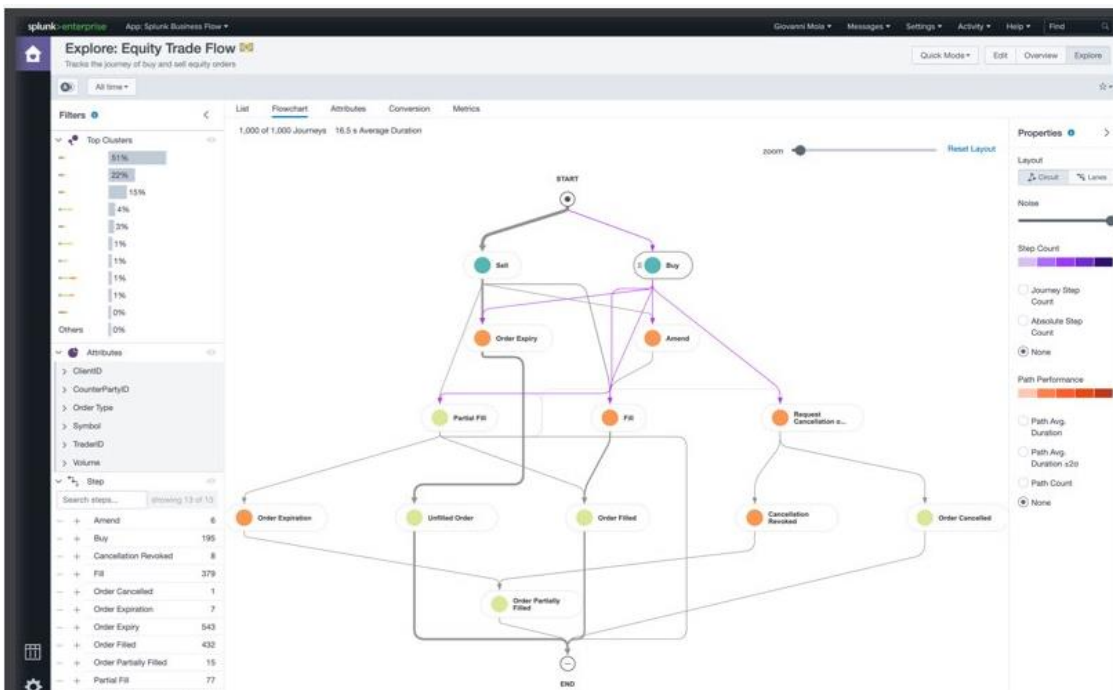 splunk>enterprise App: Splunk Business Flow Giovanni Mola Messages Settings Activity Help Find
Explore: Equity Trade Flow
Tracks the journey of buy and sell equity orders
Quick Mode Edit Overview Explore
All time
Filters
List Flowchart Attributes Conversion Metrics
1,000 of 1,000 Journeys 16.5 s Average Duration
zoom Reset Layout
Top Clusters
51%
22%
15%
4%
3%
1%
1%
1%
1%
0%
Others 0%
Attributes
ClientID
CounterPartyID
Order Type
Symbol
TraderID
Volume
Step
Search steps... showing 13 of 13
Amend 6
Buy 195
Cancellation Revoked 8
Fill 379
Order Cancelled 1
Order Expiration 7
Order Expiry 543
Order Filled 432
Order Partially Filled 15
Partial Fill 77
START
Sell Buy
Order Expiry Amend
Partial Fill Fill Request
Cancellation o...
Order Expiration Unfilled Order Order Filled Cancellation
Revoked Order Cancelled
Order Partially
Filled
END
Properties
Layout
Circuit Lanes
Noise
Step Count
Journey Step
Count
Absolute Step
Count
None
Path Performance
Path Avg.
Duration
Path Avg.
Duration ±2σ
Path Count
None